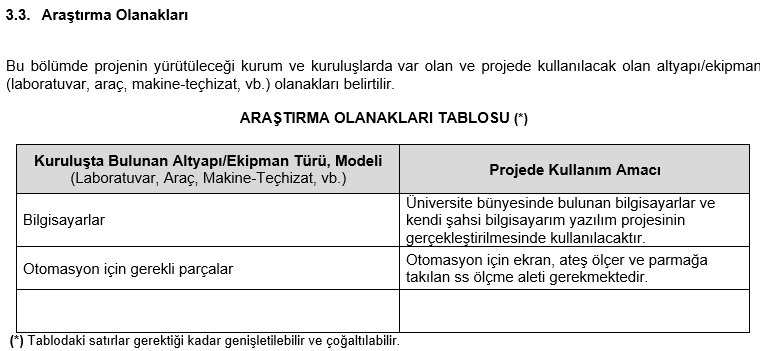 3.3. Araştırma Olanakları
Bu bölümde projenin yürütüleceği kurum ve kuruluşlarda var olan ve projede kullanılacak olan altyapı/ekipman
(laboratuvar, araç, makine-teçhizat, vb.) olanakları belirtilir.
ARAŞTIRMA OLANAKLARI TABLOSU (*)
Kuruluşta Bulunan Altyapı/Ekipman Türü, Modeli
(Laboratuvar, Araç, Makine-Teçhizat, vb.)
Projede Kullanım Amacı
Bilgisayarlar
Üniversite bünyesinde bulunan bilgisayarlar ve
kendi şahsi bilgisayarım yazılım projesinin
gerçekleştirilmesinde kullanılacaktır.
Otomasyon için gerekli parçalar
Otomasyon için ekran, ateş ölçer ve parmağa
takılan ss ölçme aleti gerekmektedir.
(*) Tablodaki satırlar gerektiği kadar genişletilebilir ve çoğaltılabilir.